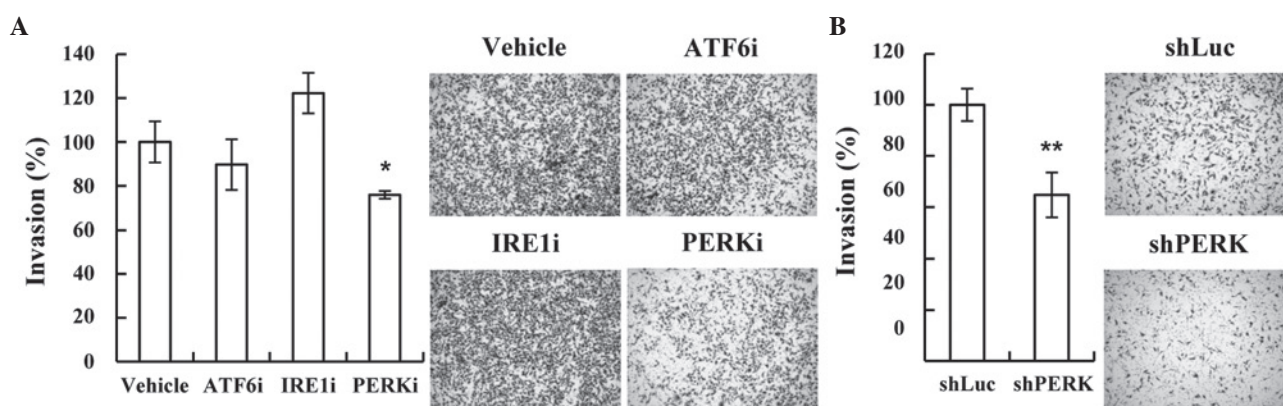 A
Invasion (%)
140
120
100
80
60
40
20
0
*
Vehicle
ATF6i
IRE1i
PERKi
Vehicle
ATF6i
IRE1i
PERKi
B
Invasion (%)
120
100
80
60
40
20
0
**
shLuc
shPERK
shLuc
shPERK